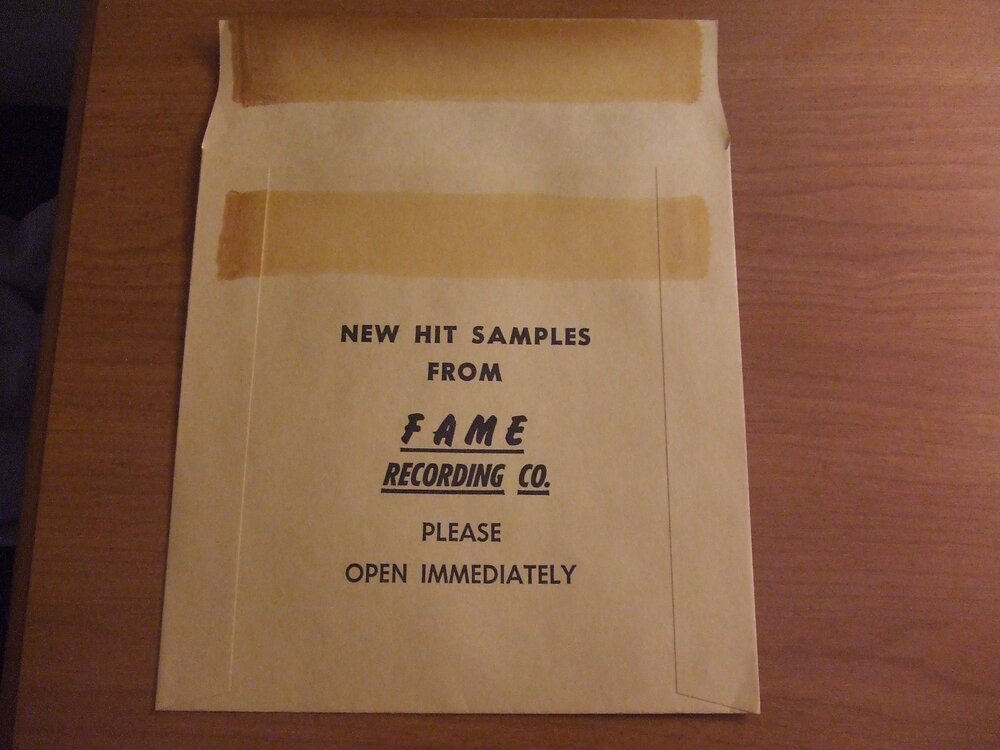 NEW HIT SAMPLES
FROM
FAME
RECORDING CO.
PLEASE
OPEN IMMEDIATELY